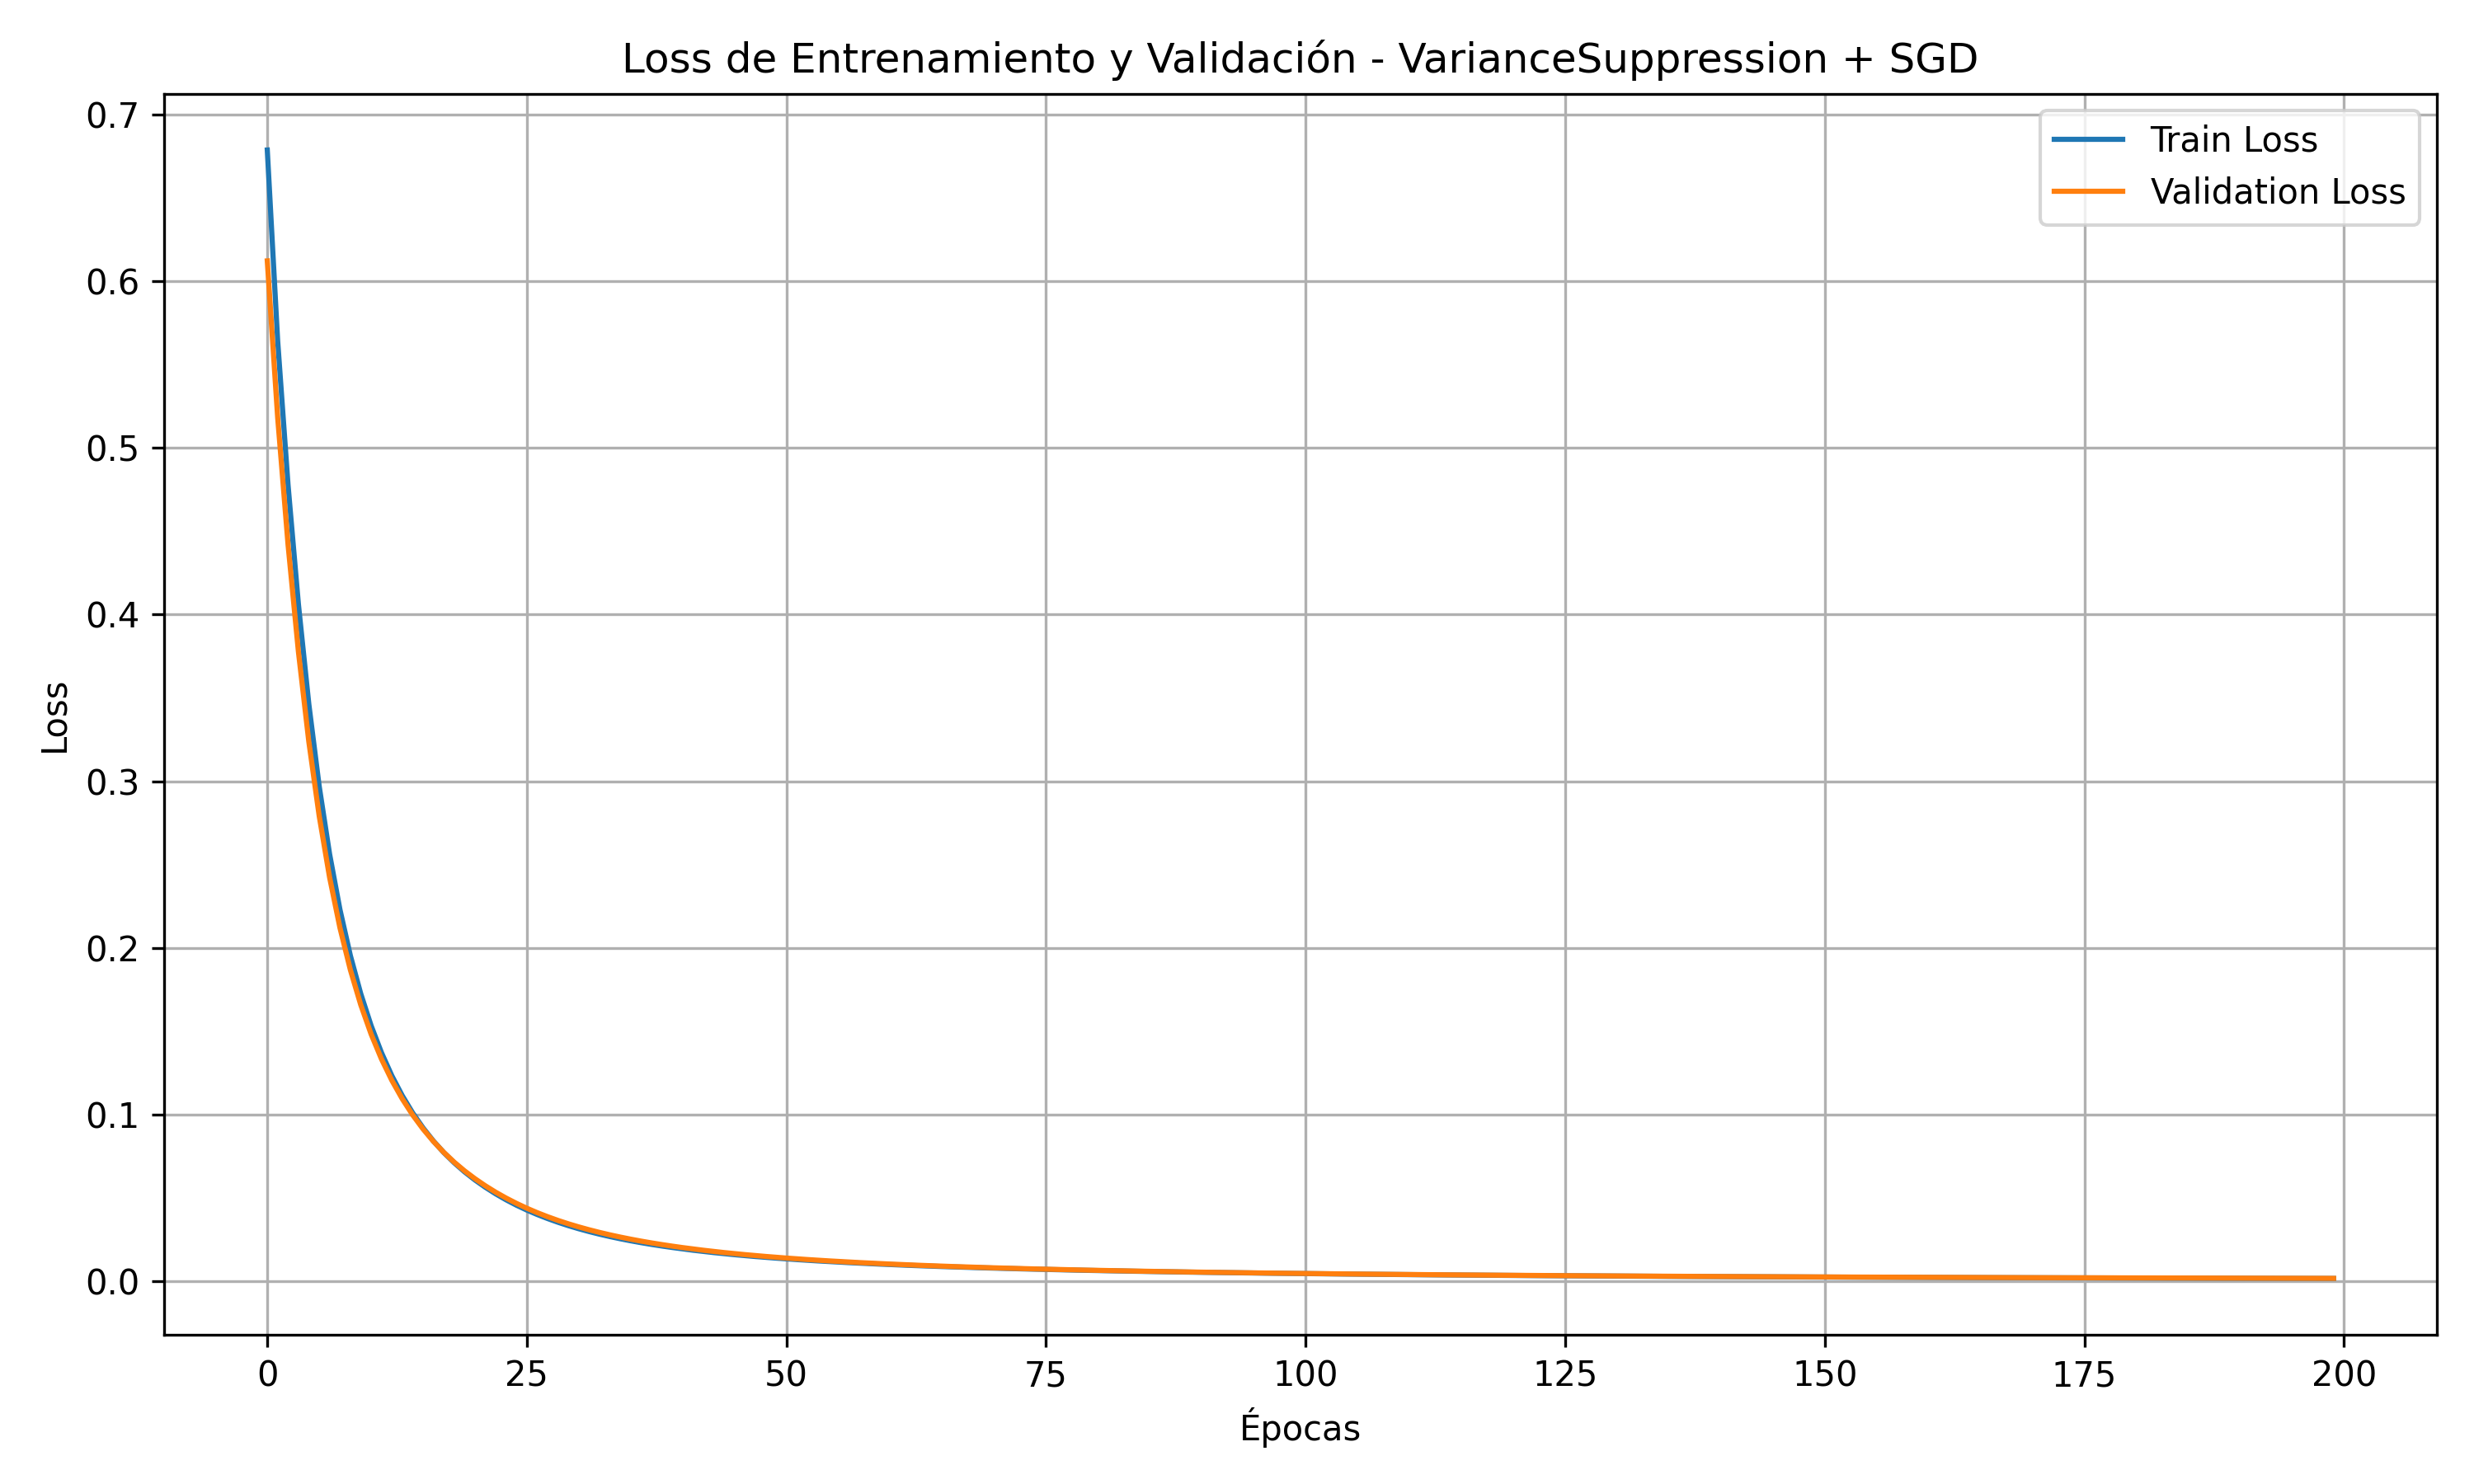 Loss de Entrenamiento y Validación - VarianceSuppression + SGD
Train Loss
Validation Loss
Loss
0.7
0.6
0.5
0.4
0.3
0.2
0.1
0.0
0 25 50 75 100 125 150 175 200
Épocas